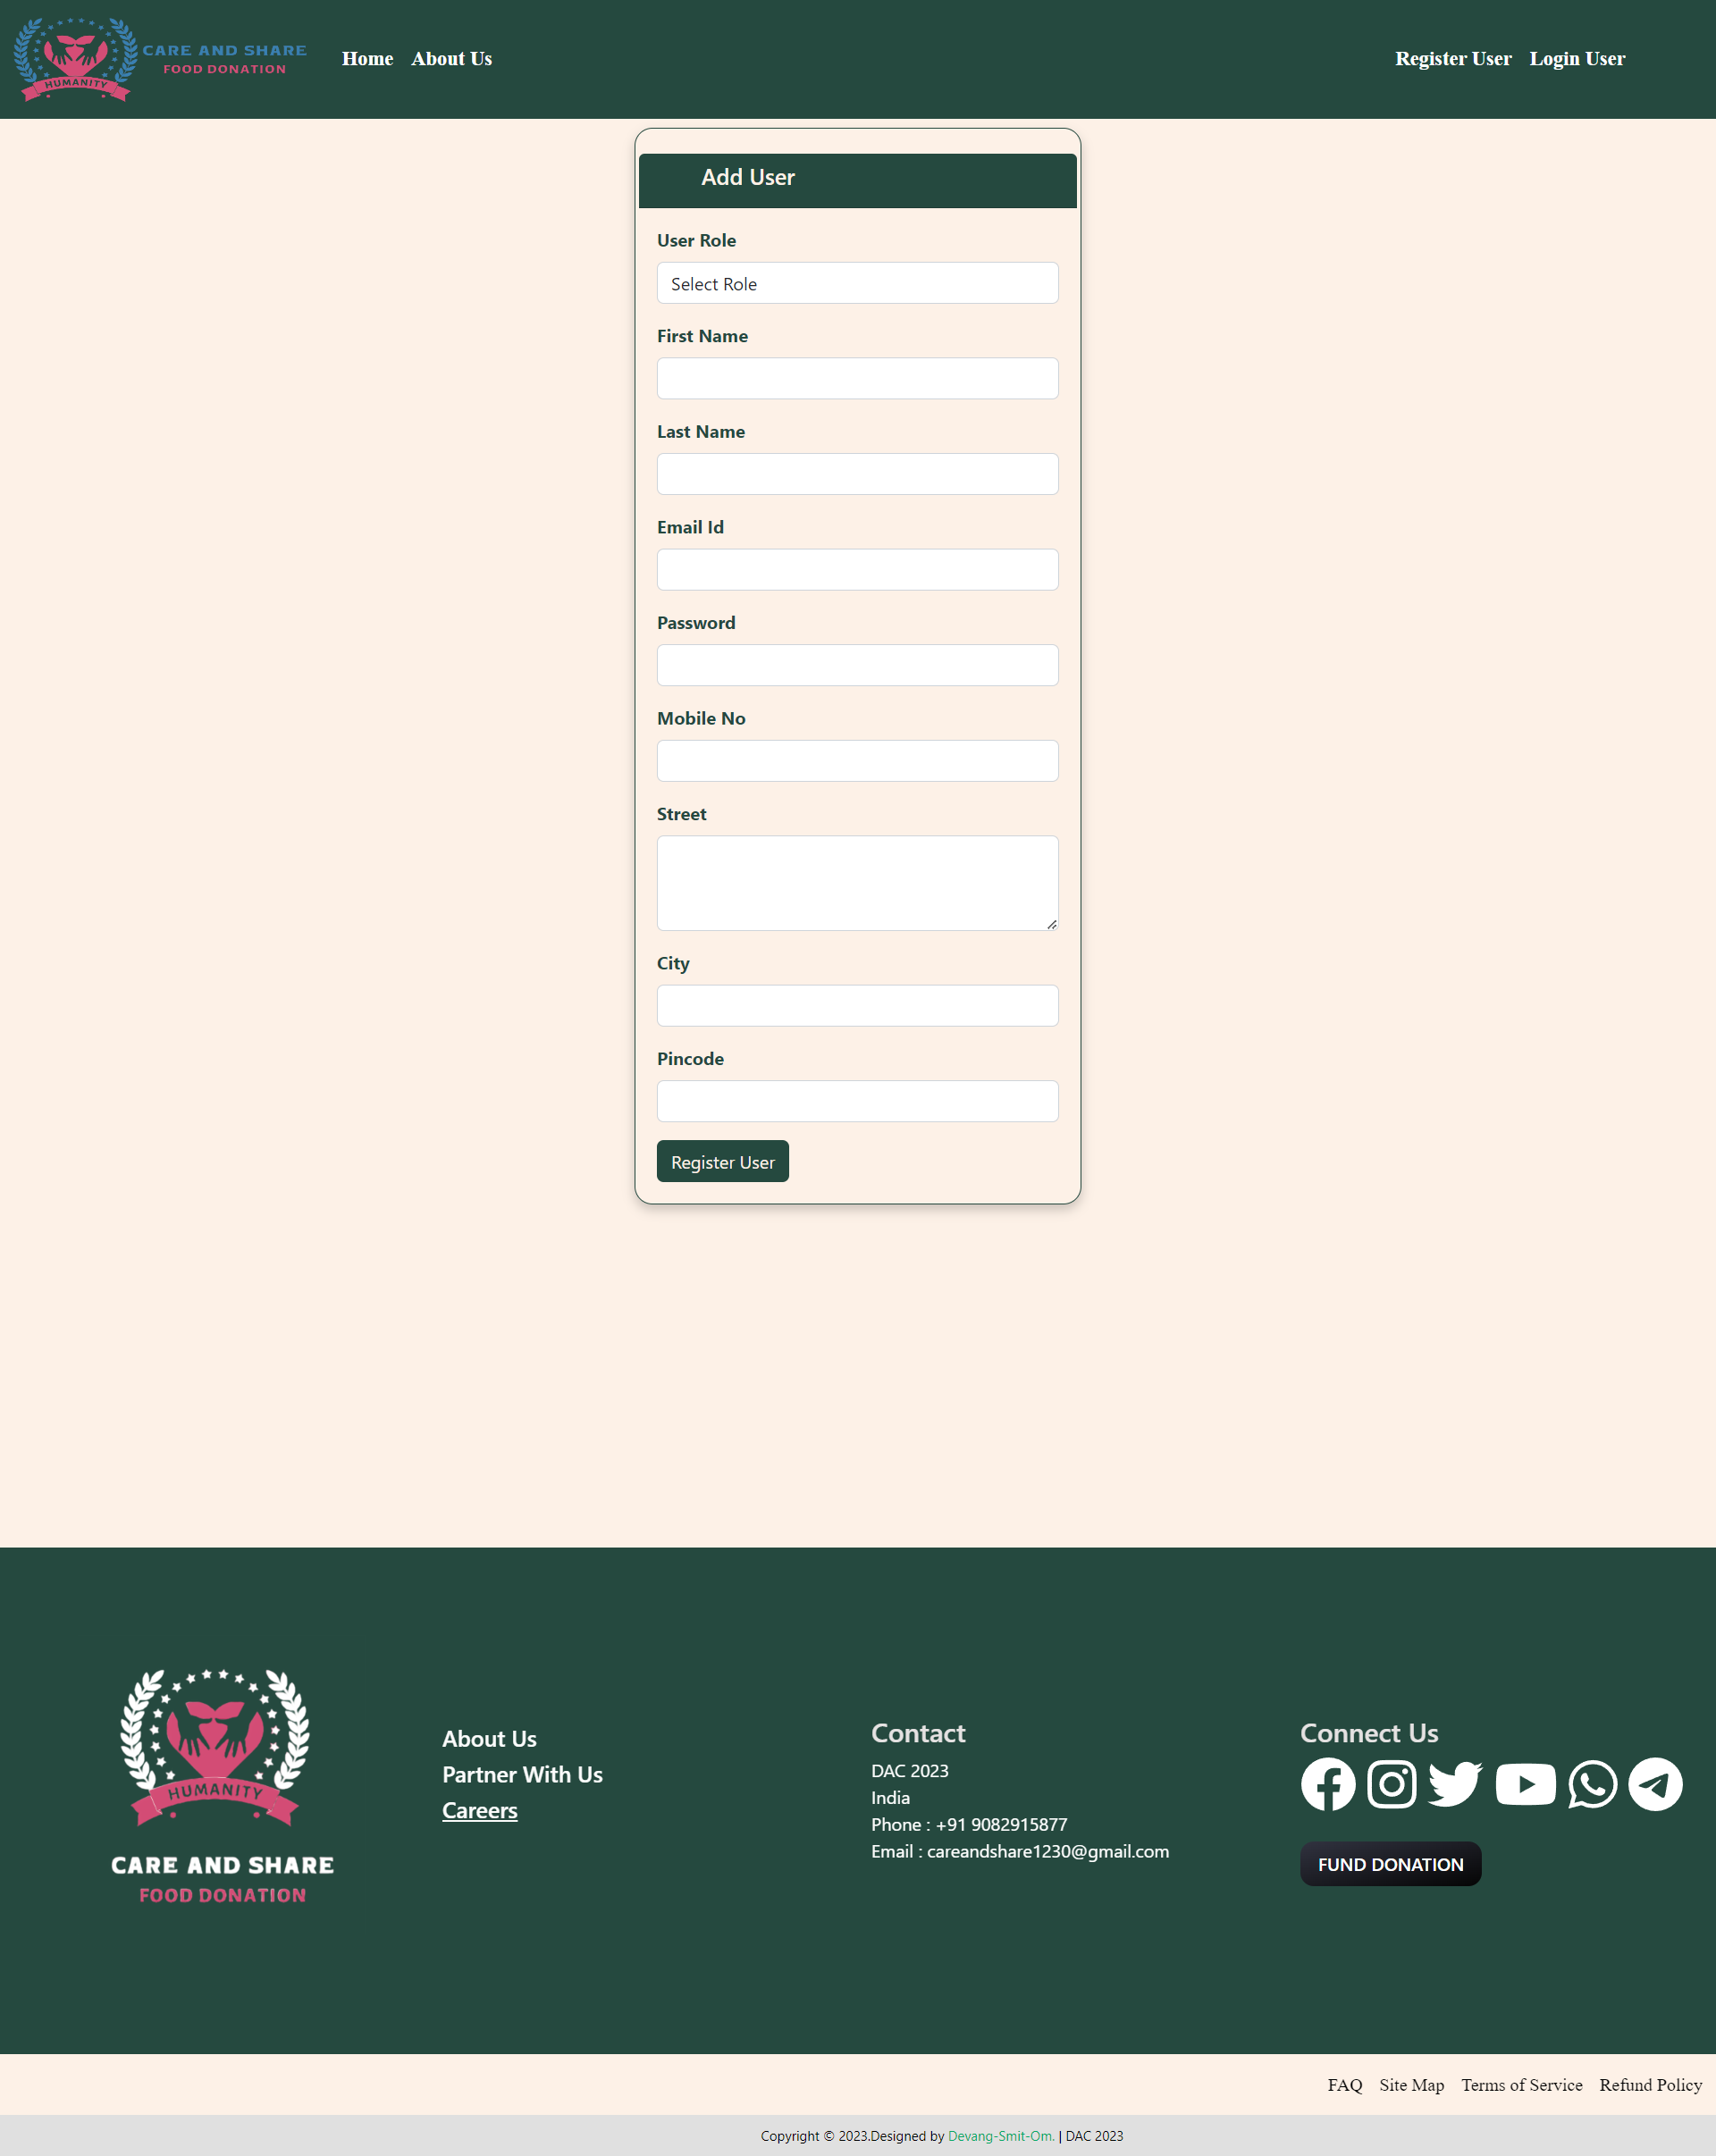 CARE AND SHARE
FOOD DONATION
HUMANITY
Home About Us
Register User Login User
Add User
User Role
Select Role
First Name
Last Name
Email Id
Password
Mobile No
Street
City
Pincode
Register User
HUMANITY
CARE AND SHARE
FOOD DONATION
About Us
Partner With Us
Careers
Contact
DAC 2023
India
Phone : +91 9082915877
Email : careandshare1230@gmail.com
Connect Us
FUND DONATION
FAQ Site Map Terms of Service Refund Policy
Copyright © 2023.Designed by Devang-Smit-Om. | DAC 2023